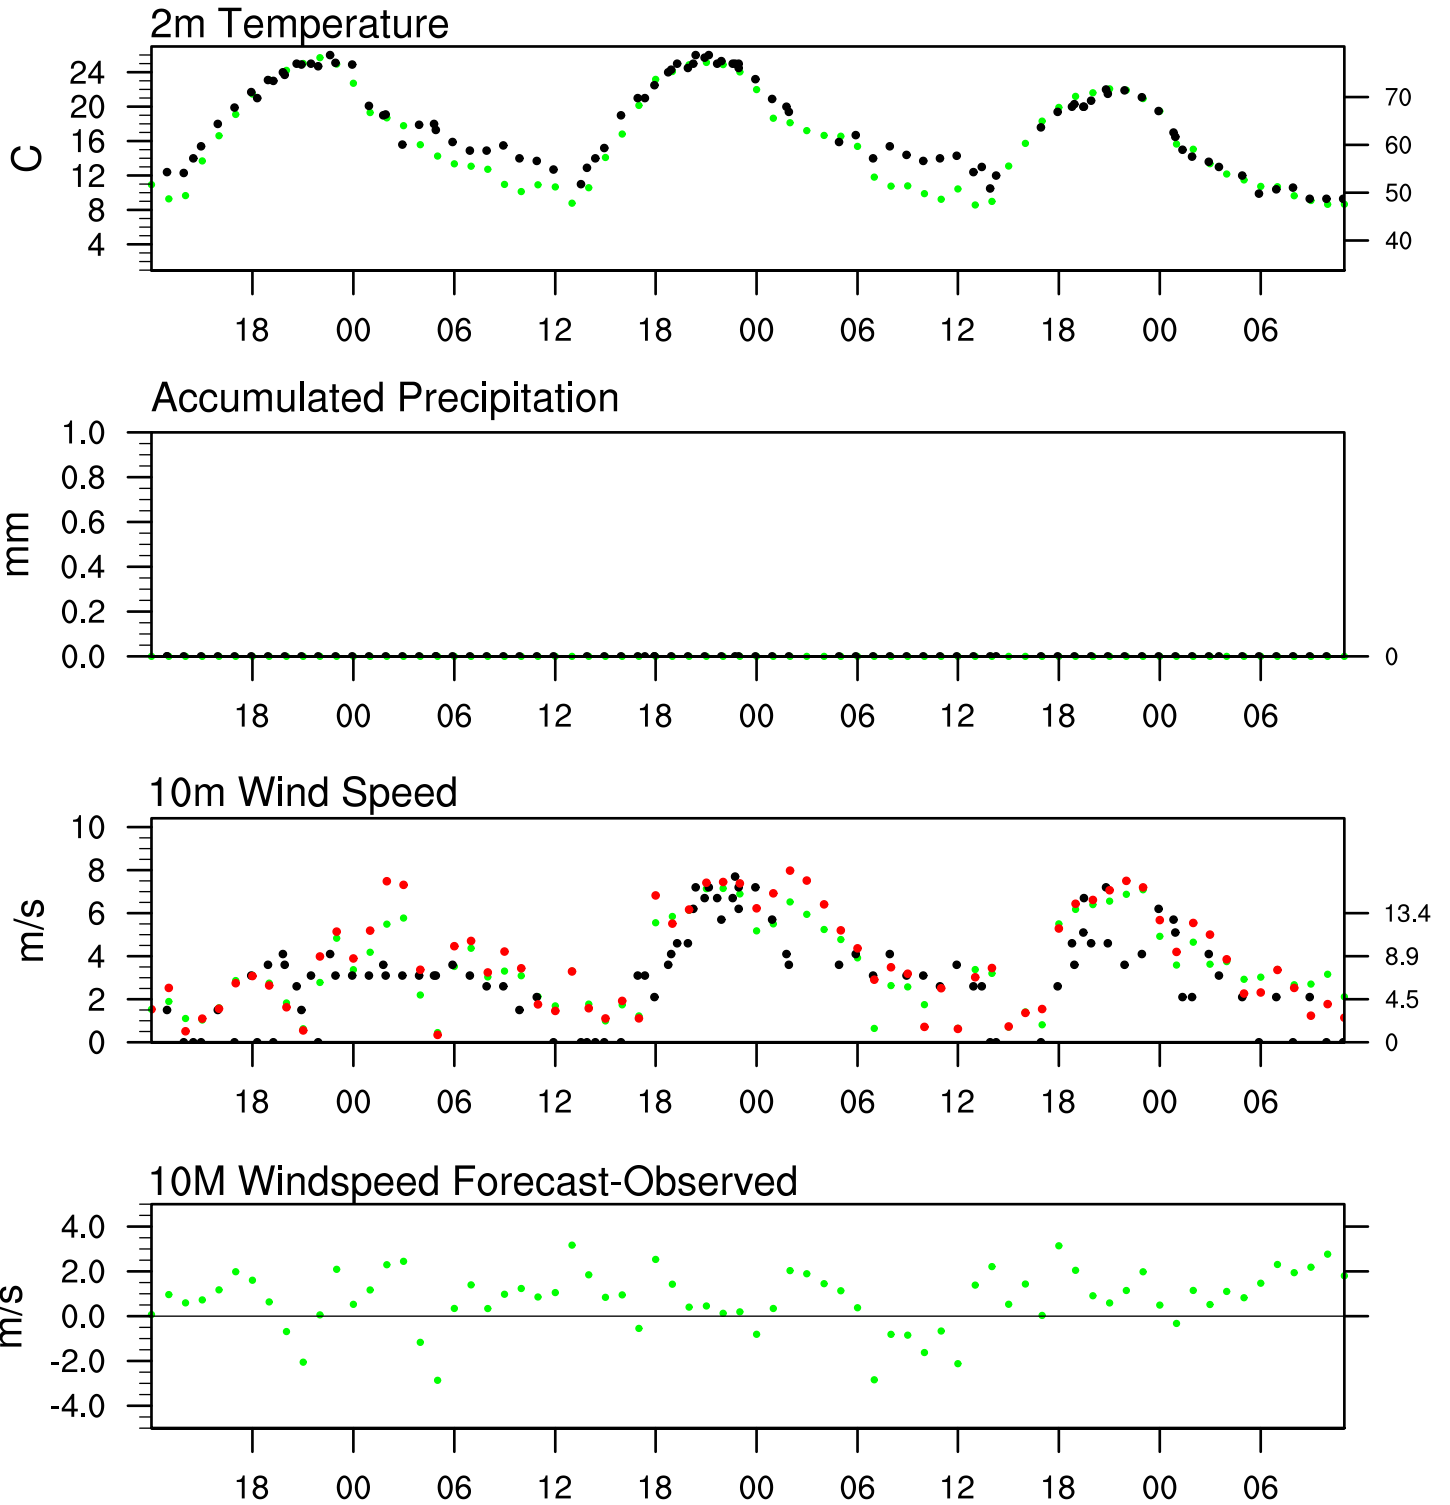 2m Temperature
24
20
16
12
8
4
C
70
60
50
40
18 00 06 12 18 00 06 12 18 00 06
Accumulated Precipitation
1.0
0.8
0.6
0.4
0.2
0.0
mm
0
18 00 06 12 18 00 06 12 18 00 06
10m Wind Speed
10
8
6
4
2
0
m/s
13.4
8.9
4.5
0
18 00 06 12 18 00 06 12 18 00 06
10M Windspeed Forecast-Observed
4.0
2.0
0.0
-2.0
-4.0
m/s
18 00 06 12 18 00 06 12 18 00 06